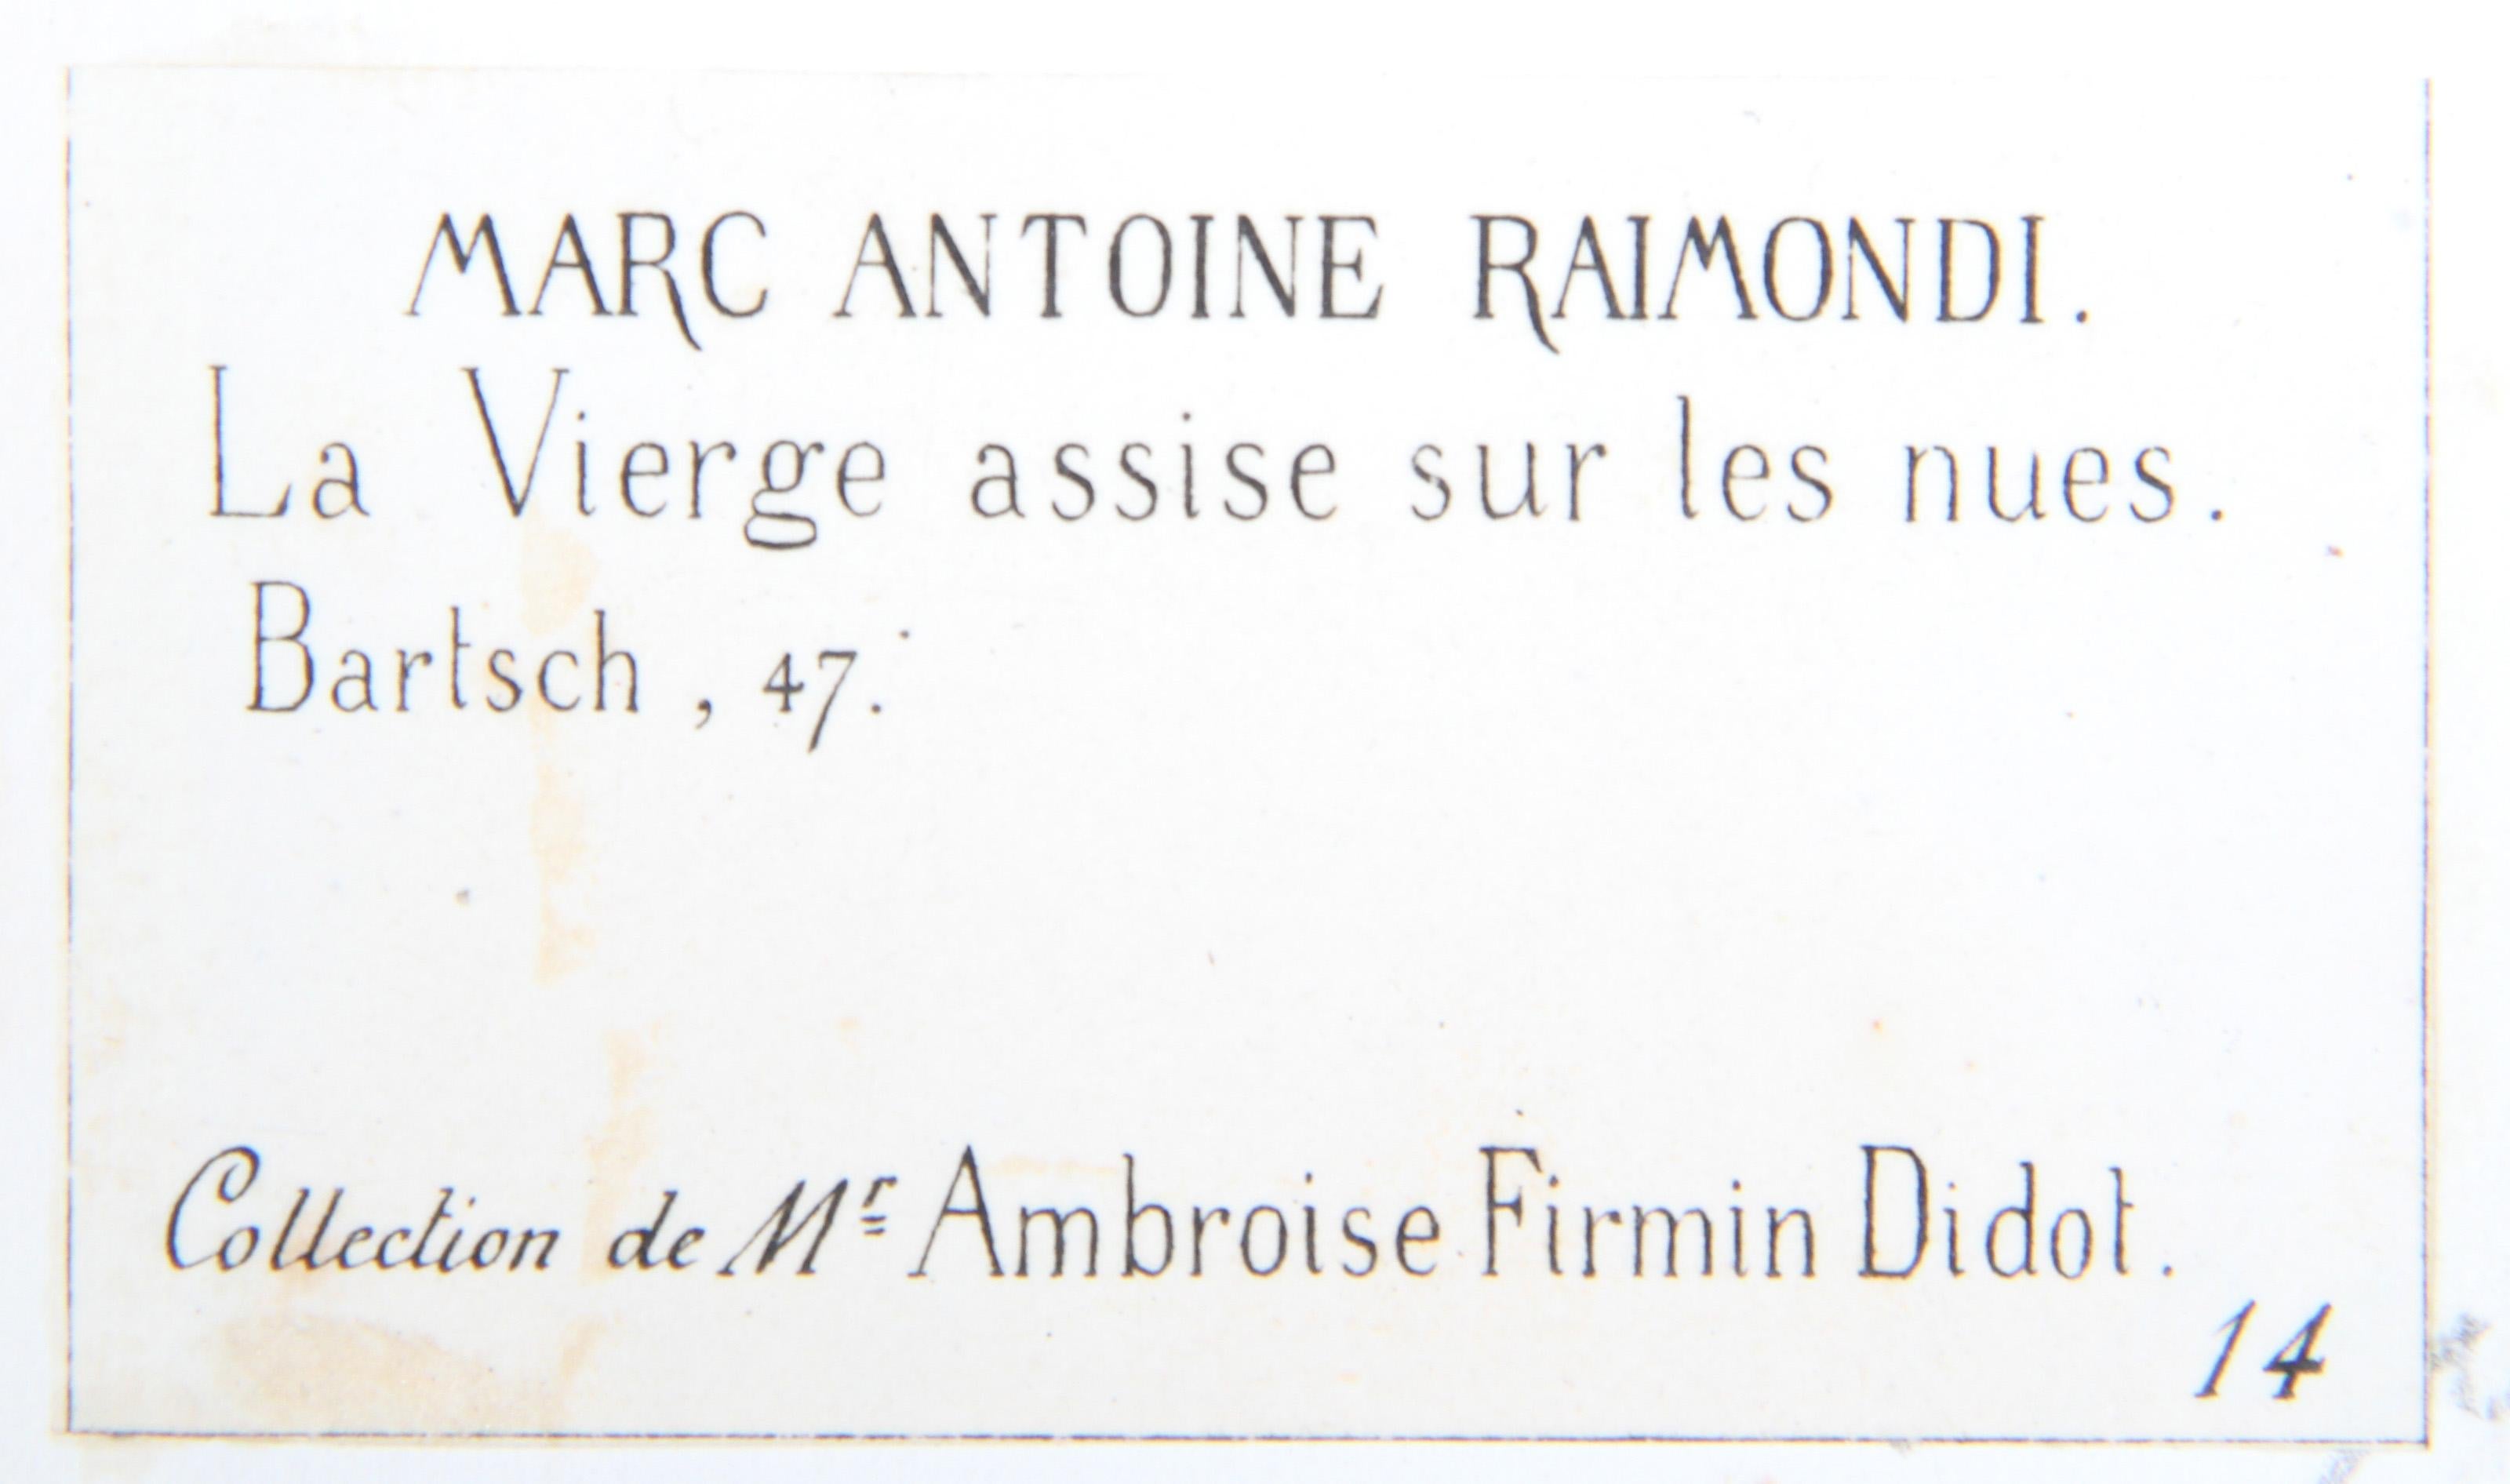 MARC ANTOINE RAIMONDI.
La Vierge assise sur les nues.
Bartsch, 47.
Collection de Mr Ambroise Firmin Didot.
14